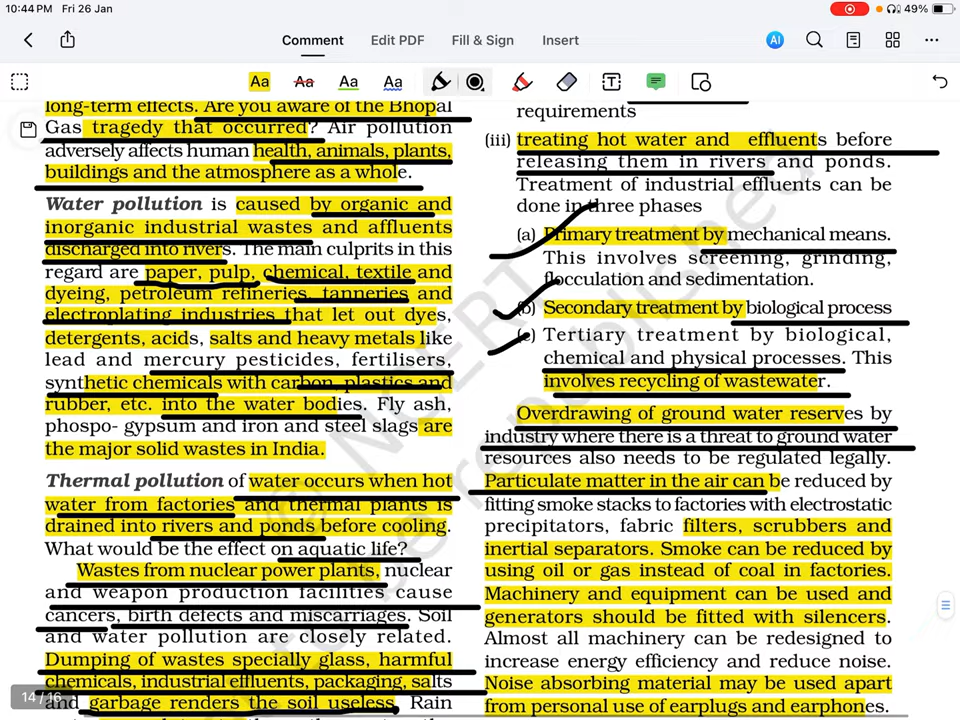 10:44 PM Fri 26 Jan
49%
Comment
Edit PDF
Fill & Sign
Insert
AI
Aa
Aa
Aa
Aa
T
long-term effects. Are you aware of the Bhopal
Gas tragedy that occurred? Air pollution
adversely affects human health, animals, plants,
buildings and the atmosphere as a whole.
Water pollution is caused by organic and
inorganic industrial wastes and affluents
discharged into rivers. The main culprits in this
regard are paper, pulp, chemical, textile and
dyeing, petroleum refineries, tanneries and
electroplating industries that let out dyes,
detergents, acids, salts and heavy metals like
lead and mercury pesticides, fertilisers,
synthetic chemicals with carbon, plastics and
rubber, etc. into the water bodies. Fly ash,
phospo- gypsum and iron and steel slags are
the major solid wastes in India.
Thermal pollution of water occurs when hot
water from factories and thermal plants is
drained into rivers and ponds before cooling.
What would be the effect on aquatic life?
Wastes from nuclear power plants, nuclear
and weapon production facilities cause
cancers, birth defects and miscarriages. Soil
and water pollution are closely related.
Dumping of wastes specially glass, harmful
chemicals, industrial effluents, packaging, salts
and garbage renders the soil useless. Rain
14 / 16
requirements
(iii) treating hot water and effluents before
releasing them in rivers and ponds.
Treatment of industrial effluents can be
done in three phases
(a) Primary treatment by mechanical means.
This involves screening, grinding,
flocculation and sedimentation.
(b) Secondary treatment by biological process
(c) Tertiary treatment by biological,
chemical and physical processes. This
involves recycling of wastewater.
Overdrawing of ground water reserves by
industry where there is a threat to ground water
resources also needs to be regulated legally.
Particulate matter in the air can be reduced by
fitting smoke stacks to factories with electrostatic
precipitators, fabric filters, scrubbers and
inertial separators. Smoke can be reduced by
using oil or gas instead of coal in factories.
Machinery and equipment can be used and
generators should be fitted with silencers.
Almost all machinery can be redesigned to
increase energy efficiency and reduce noise.
Noise absorbing material may be used apart
from personal use of earplugs and earphones.
© NCERT
republished